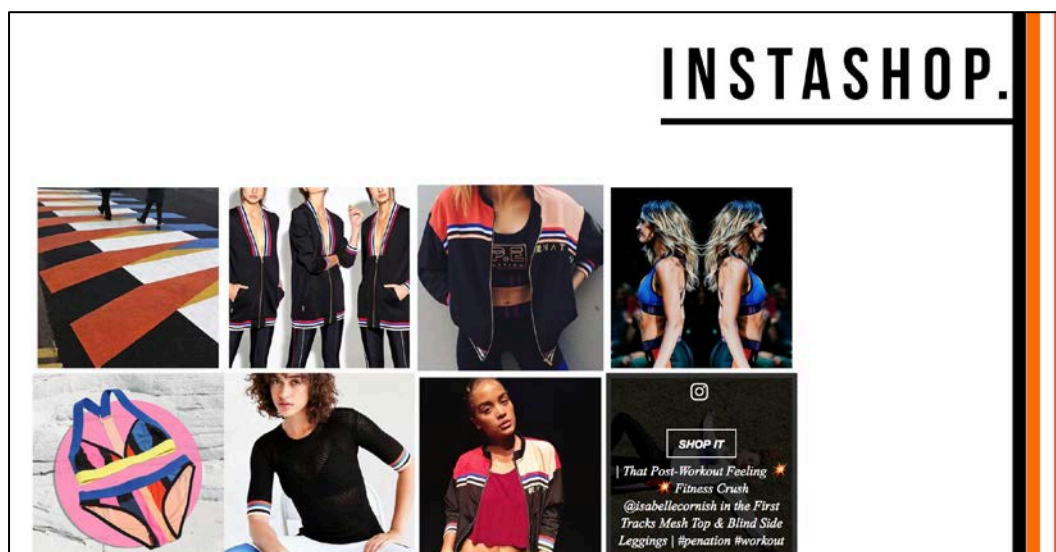 INSTASHOP.
P.E
NATION
SHOP IT
| That Post-Workout Feeling 💥
💥 Fitness Crush
@isabellecornish in the First
Tracks Mesh Top & Blind Side
Leggings | #penation #workout